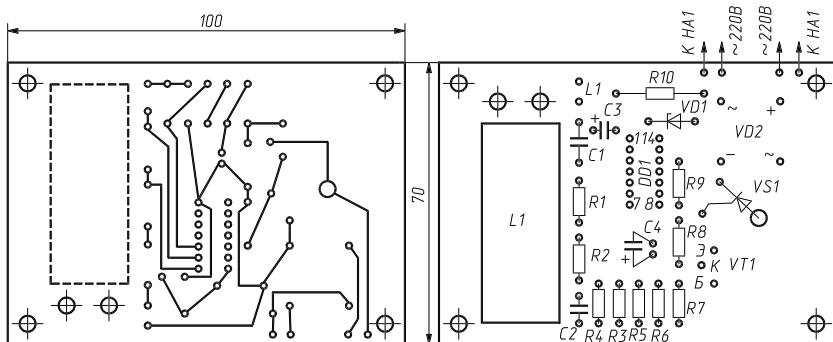 100
70
К НА1
~220В
~220В
К НА1
L1
R10
+
C3
VD1
~
+
VD2
C1
1 14
DD1
–
~
R9
VS1
L1
R1
7 8
C4
R8
+
R2
Э
К
VT1
Б
C2
R4
R3
R5
R6
R7